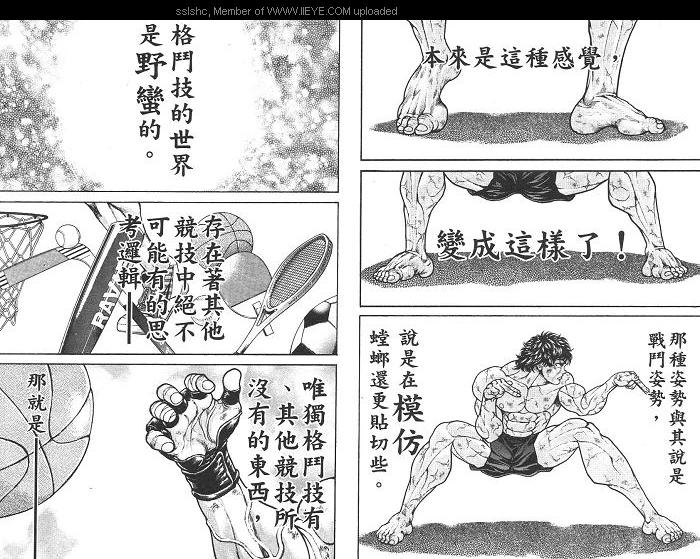 sslshc, Member of WWW.IIEYE.COM uploaded
本來是這種感覺，
變成這樣了！
那種姿勢與其說是
戰鬥姿勢，
說是在模仿
螳螂還更貼切些。
格鬥技的世界
是野蠻的。
存在著其他
競技中絕不
可能有的思
考邏輯──
RAY
唯獨格鬥技有
、其他競技所
沒有的東西，
那就是──